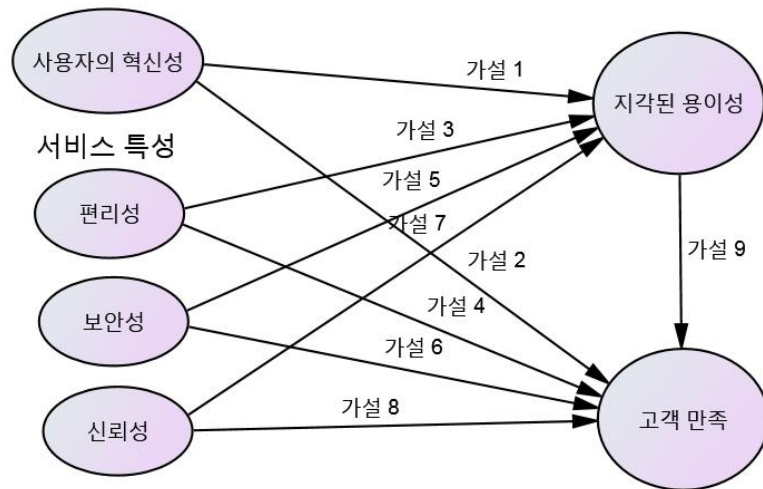 사용자의 혁신성
가설 1
지각된 용이성
서비스 특성
가설 3
편리성
가설 5
가설 7
가설 2
가설 9
보안성
가설 4
가설 6
신뢰성
가설 8
고객 만족